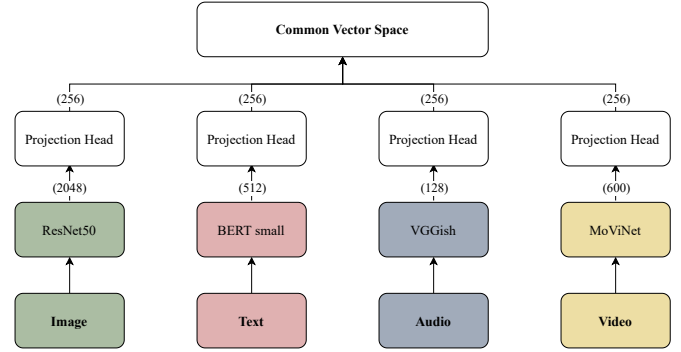 Common Vector Space
(256) (256) (256) (256)
Projection Head Projection Head Projection Head Projection Head
(2048) (512) (128) (600)
ResNet50 BERT small VGGish MoViNet
Image Text Audio Video